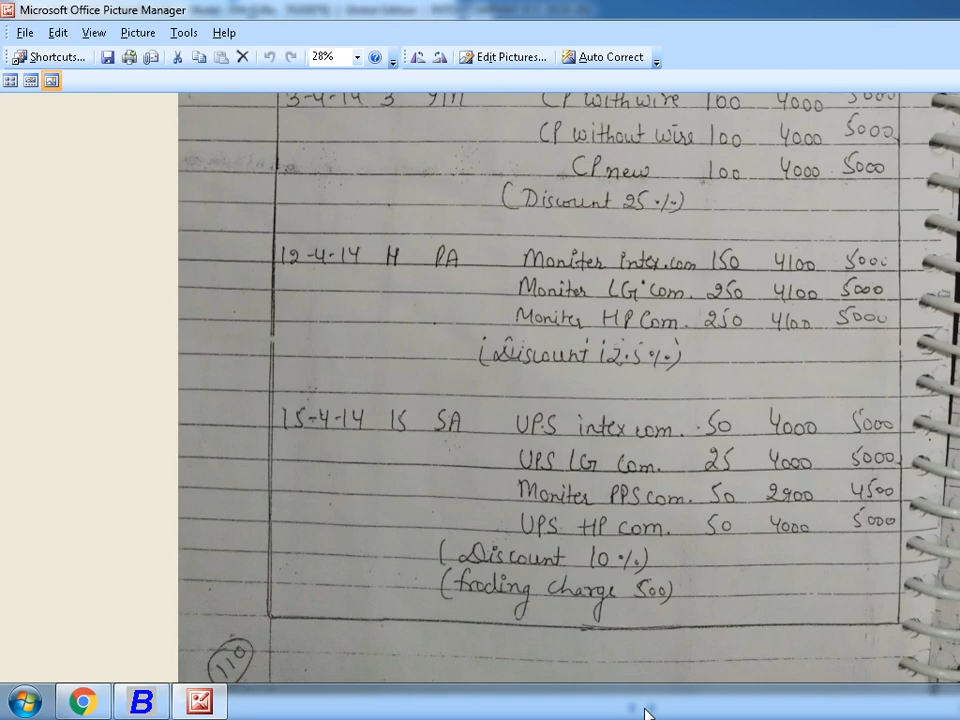 Microsoft Office Picture Manager
File Edit View Picture Tools Help
Shortcuts... 28% Edit Pictures... Auto Correct
3-4-14 3 CP with wire 100 4000 5000
CP without wire 100 4000 5000
CP new 100 4000 5000
(Discount 25 %)
12-4-14 H PA Moniter intex.com 150 4100 5000
Moniter LG com. 250 4100 5000
Moniter HP Com. 250 4100 5000
(Discount 12.5 %)
15-4-14 15 SA UPS intex com. 50 4000 5000
UPS LG Com. 25 4000 5000
Moniter PPS com. 50 2900 4500
UPS HP com. 50 4000 5000
(Discount 10 %)
(froding charge 500)
110
B